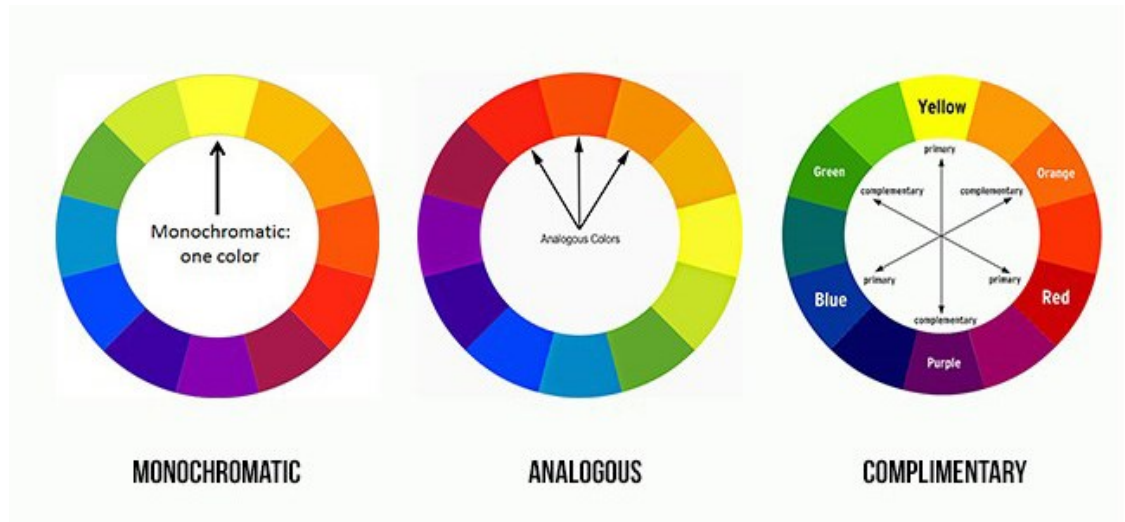 Monochromatic:
one color
MONOCHROMATIC
Analogous Colors
ANALOGOUS
Yellow
primary
Green
Orange
complementary
complementary
primary
primary
Blue
Red
complementary
Purple
COMPLIMENTARY